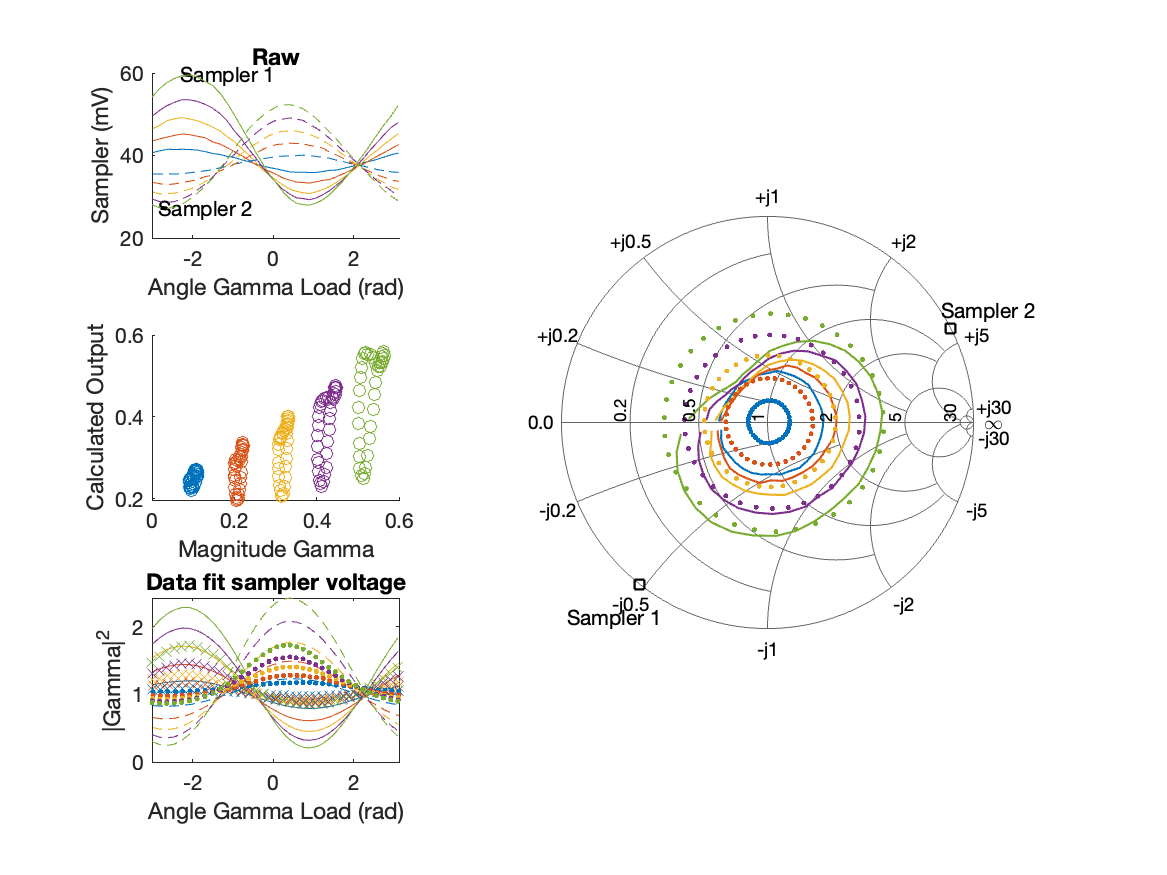 Raw
Sampler 1
Sampler 2
Sampler (mV)
60
40
20
-2
0
2
Angle Gamma Load (rad)
Calculated Output
0.6
0.4
0.2
0
0.2
0.4
0.6
Magnitude Gamma
Data fit sampler voltage
|Gamma|2
2
1
0
-2
0
2
Angle Gamma Load (rad)
+j1
+j0.5
+j2
Sampler 2
+j0.2
+j5
0.0
0.2
0.5
1
2
5
30
+j30
∞
-j30
-j0.2
-j5
-j0.5
-j2
Sampler 1
-j1